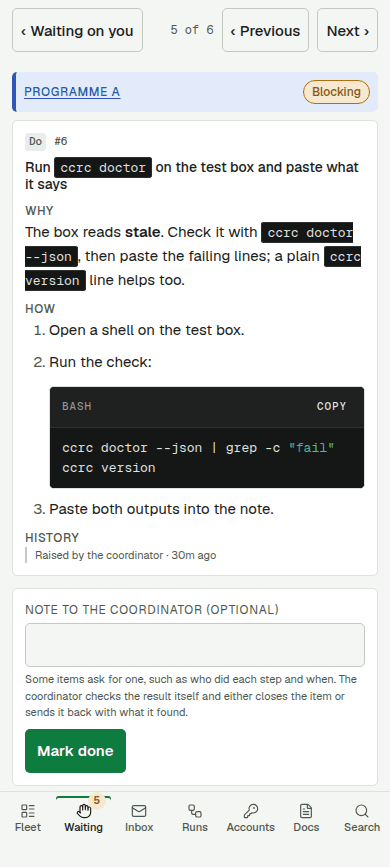 ‹ Waiting on you
5 of 6
‹ Previous
Next ›
PROGRAMME A
Blocking
Do #6
Run ccrc doctor on the test box and paste what
it says
WHY
The box reads stale. Check it with ccrc doctor
--json, then paste the failing lines; a plain ccrc
version line helps too.
HOW
1. Open a shell on the test box.
2. Run the check:
BASH
COPY
ccrc doctor --json | grep -c "fail"
ccrc version
3. Paste both outputs into the note.
HISTORY
Raised by the coordinator · 30m ago
NOTE TO THE COORDINATOR (OPTIONAL)
Some items ask for one, such as who did each step and when. The
coordinator checks the result itself and either closes the item or
sends it back with what it found.
Mark done
5
Fleet
Waiting
Inbox
Runs
Accounts
Docs
Search